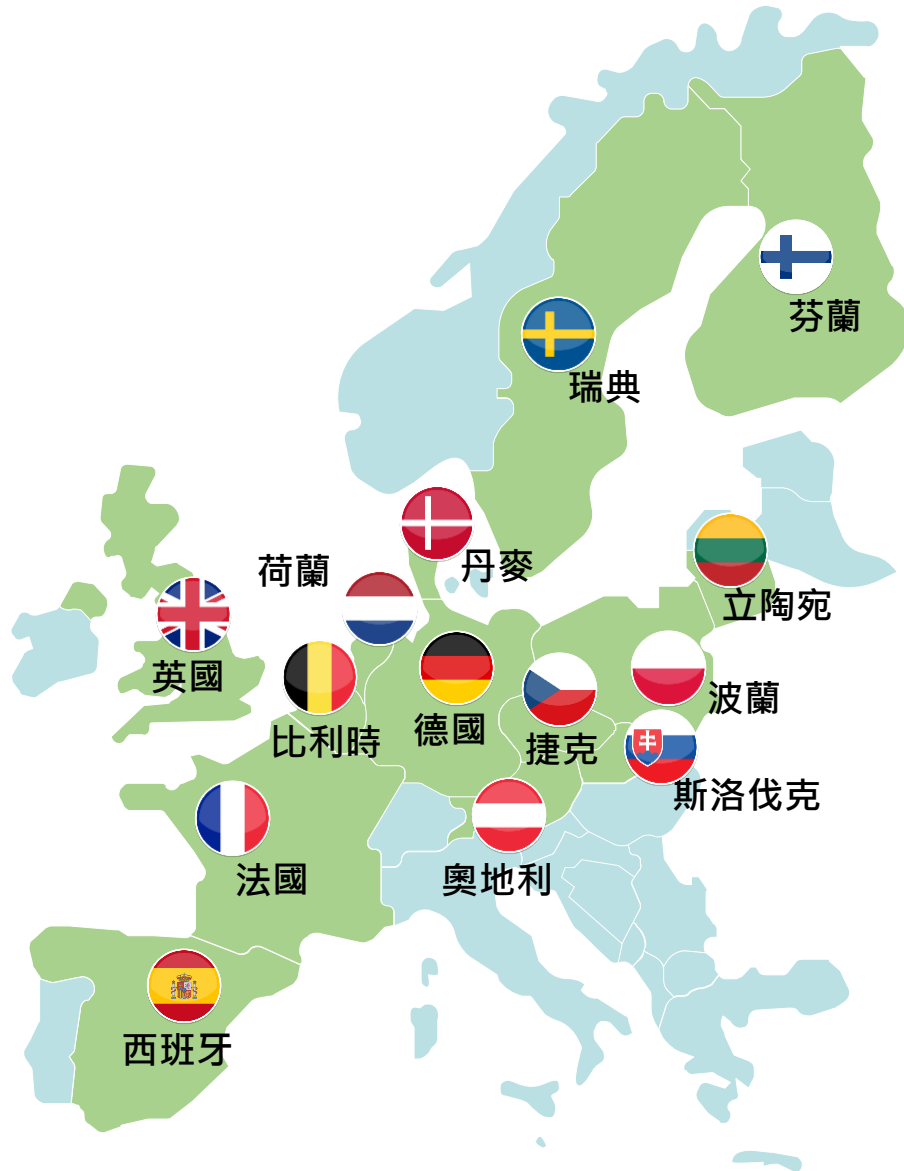 芬蘭
瑞典
丹麥
荷蘭
立陶宛
英國
比利時
德國
捷克
波蘭
斯洛伐克
法國
奧地利
西班牙